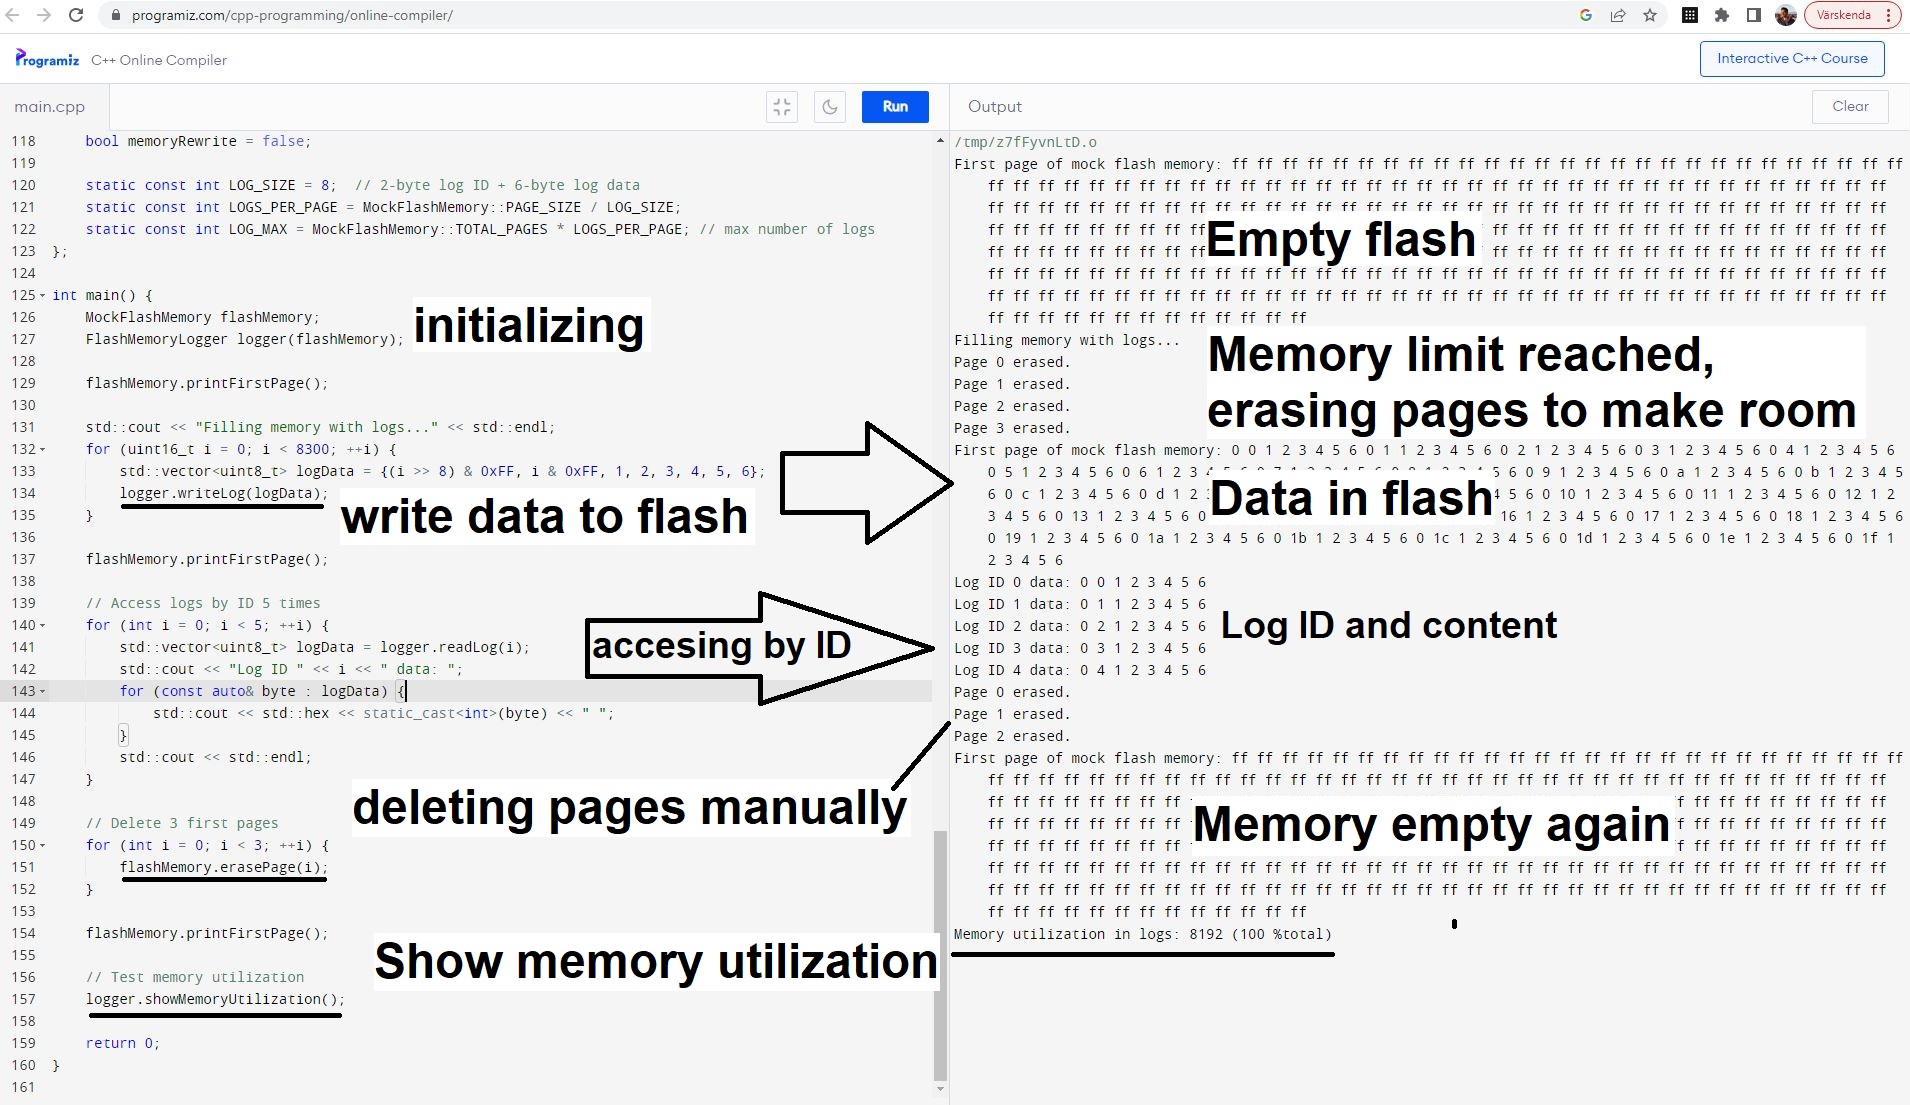 programiz.com/cpp-programming/online-compiler/
Värskenda
Programiz
C++ Online Compiler
Interactive C++ Course
main.cpp
Run
118 bool memoryRewrite = false;
119
120 static const int LOG_SIZE = 8;  // 2-byte log ID + 6-byte log data
121 static const int LOGS_PER_PAGE = MockFlashMemory::PAGE_SIZE / LOG_SIZE;
122 static const int LOG_MAX = MockFlashMemory::TOTAL_PAGES * LOGS_PER_PAGE; // max number of logs
123 };
124
125 int main() {
126 MockFlashMemory flashMemory;
127 FlashMemoryLogger logger(flashMemory);
initializing
128
129 flashMemory.printFirstPage();
130
131 std::cout << "Filling memory with logs..." << std::endl;
132 for (uint16_t i = 0; i < 8300; ++i) {
133 std::vector<uint8_t> logData = {(i >> 8) & 0xFF, i & 0xFF, 1, 2, 3, 4, 5, 6};
134 logger.writeLog(logData);
write data to flash
135 }
136
137 flashMemory.printFirstPage();
138
139 // Access logs by ID 5 times
140 for (int i = 0; i < 5; ++i) {
141 std::vector<uint8_t> logData = logger.readLog(i);
accesing by ID
142 std::cout << "Log ID " << i << " data: ";
143 for (const auto& byte : logData) {
144 std::cout << std::hex << static_cast<int>(byte) << " ";
145 }
146 std::cout << std::endl;
147 }
148
deleting pages manually
149 // Delete 3 first pages
150 for (int i = 0; i < 3; ++i) {
151 flashMemory.erasePage(i);
152 }
153
154 flashMemory.printFirstPage();
155
Show memory utilization
156 // Test memory utilization
157 logger.showMemoryUtilization();
158
159 return 0;
160 }
161
Output
Clear
/tmp/z7fFyvnLtD.o
First page of mock flash memory: ff ff ff ff ff ff ff ff ff ff ff ff ff ff ff ff ff ff ff ff ff ff ff ff ff ff ff
ff ff ff ff ff ff ff ff ff ff ff ff ff ff ff ff ff ff ff ff ff ff ff ff ff ff ff ff ff ff ff ff ff ff ff ff
ff ff ff ff ff ff ff ff ff ff ff ff ff ff ff ff ff ff ff ff ff ff ff ff ff ff ff ff ff ff ff ff ff ff ff ff
ff ff ff ff ff ff ff ff ff ff ff ff ff ff ff ff ff ff ff ff ff ff ff ff ff
Empty flash
ff ff ff ff ff ff ff ff ff ff ff ff ff ff ff ff ff ff ff ff ff ff ff ff ff
ff ff ff ff ff ff ff ff ff ff ff ff ff ff ff ff ff ff ff ff ff ff ff ff ff ff ff ff ff ff ff ff ff ff ff ff
ff ff ff ff ff ff ff ff ff ff ff ff ff ff ff ff ff ff ff ff ff ff ff ff ff ff ff ff ff ff ff ff ff ff ff ff
ff ff ff ff ff ff ff ff ff ff ff ff ff
Filling memory with logs...
Memory limit reached,
erasing pages to make room
Page 0 erased.
Page 1 erased.
Page 2 erased.
Page 3 erased.
First page of mock flash memory: 0 0 1 2 3 4 5 6 0 1 1 2 3 4 5 6 0 2 1 2 3 4 5 6 0 3 1 2 3 4 5 6 0 4 1 2 3 4 5 6
0 5 1 2 3 4 5 6 0 6 1 2 3 4 5 6 0 7 1 2 3 4 5 6 0 8 1 2 3 4 5 6 0 9 1 2 3 4 5 6 0 a 1 2 3 4 5 6 0 b 1 2 3 4 5
6 0 c 1 2 3 4 5 6 0 d 1 2 3 4 5 6 0 10 1 2 3 4 5 6 0 11 1 2 3 4 5 6 0 12 1 2
Data in flash
3 4 5 6 0 13 1 2 3 4 5 6 0 16 1 2 3 4 5 6 0 17 1 2 3 4 5 6 0 18 1 2 3 4 5 6
0 19 1 2 3 4 5 6 0 1a 1 2 3 4 5 6 0 1b 1 2 3 4 5 6 0 1c 1 2 3 4 5 6 0 1d 1 2 3 4 5 6 0 1e 1 2 3 4 5 6 0 1f 1
2 3 4 5 6
Log ID 0 data: 0 0 1 2 3 4 5 6
Log ID 1 data: 0 1 1 2 3 4 5 6
Log ID 2 data: 0 2 1 2 3 4 5 6
Log ID and content
Log ID 3 data: 0 3 1 2 3 4 5 6
Log ID 4 data: 0 4 1 2 3 4 5 6
Page 0 erased.
Page 1 erased.
Page 2 erased.
First page of mock flash memory: ff ff ff ff ff ff ff ff ff ff ff ff ff ff ff ff ff ff ff ff ff ff ff ff ff ff ff
ff ff ff ff ff ff ff ff ff ff ff ff ff ff ff ff ff ff ff ff ff ff ff ff ff ff ff ff ff ff ff ff ff ff ff ff
ff ff ff ff ff ff ff ff ff ff ff ff ff ff ff ff
ff ff ff ff ff ff ff ff ff ff ff ff ff ff ff ff
Memory empty again
ff ff ff ff ff ff ff ff ff ff ff ff ff ff ff ff
ff ff ff ff ff ff ff ff ff ff ff ff ff ff ff ff ff ff ff ff ff ff ff ff ff ff ff ff ff ff ff ff ff ff ff ff
ff ff ff ff ff ff ff ff ff ff ff ff ff ff ff ff ff ff ff ff ff ff ff ff ff ff ff ff ff ff ff ff ff ff ff ff
ff ff ff ff ff ff ff ff ff ff ff ff ff
Memory utilization in logs: 8192 (100 %total)